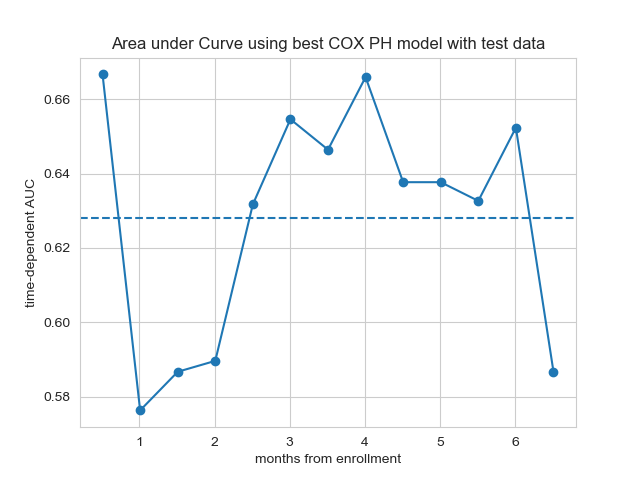 Area under Curve using best COX PH model with test data
time-dependent AUC
0.66
0.64
0.62
0.60
0.58
1 2 3 4 5 6
months from enrollment